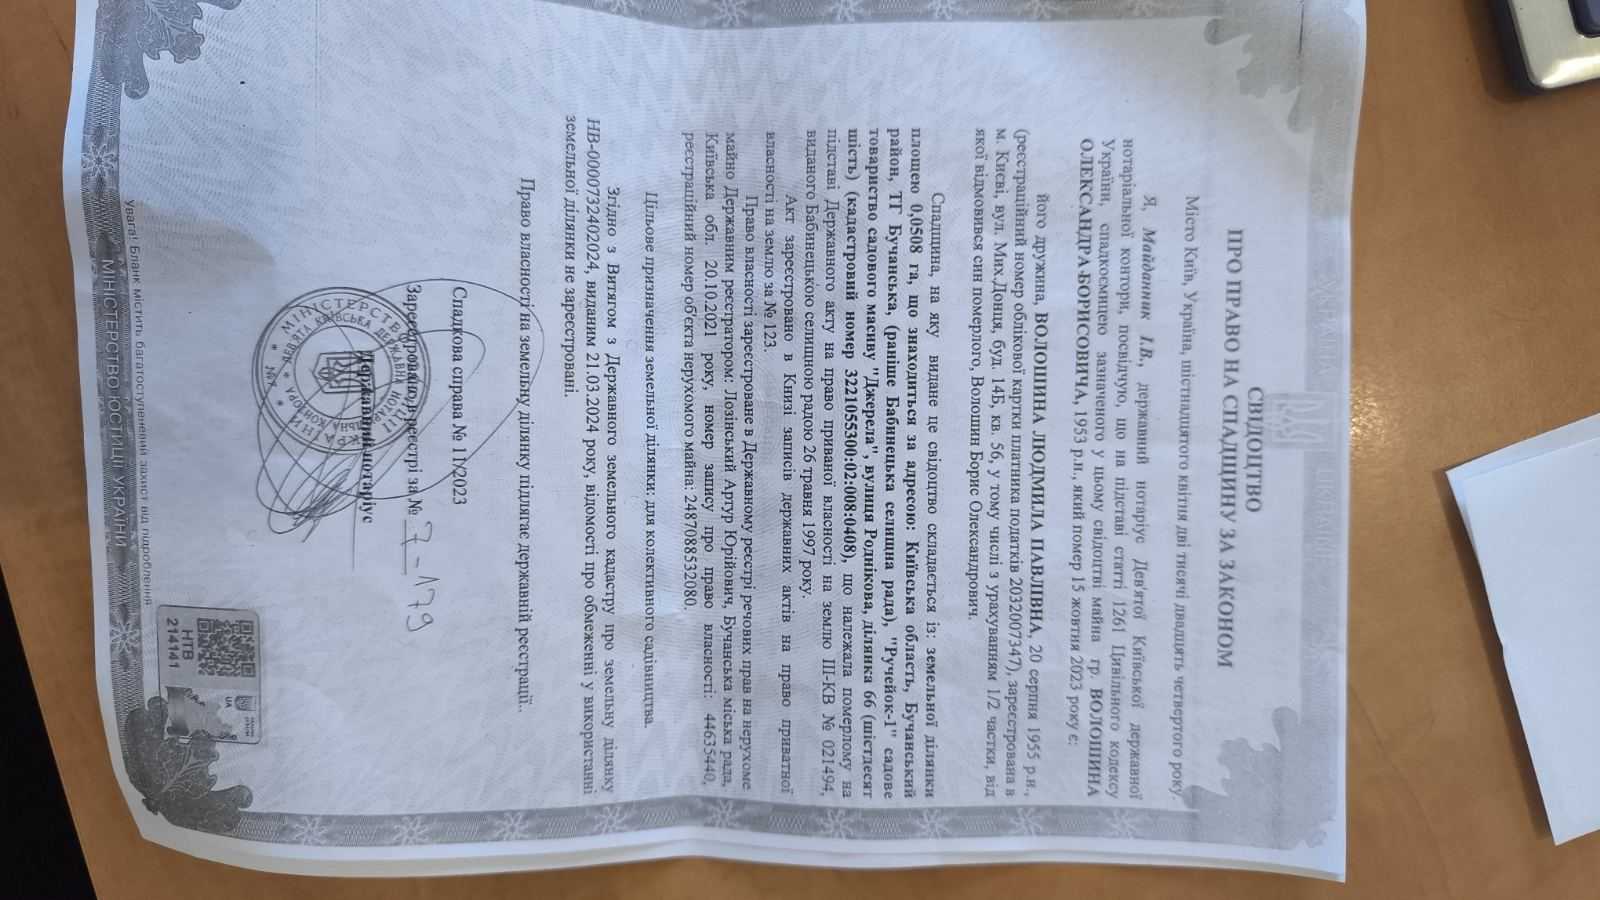 УКРАЇНА
UKRAINE
СВІДОЦТВО
ПРО ПРАВО НА СПАДЩИНУ ЗА ЗАКОНОМ
Місто Київ, Україна, шістнадцятого квітня дві тисячі двадцять четвертого року.
Я, Майданник І.В., державний нотаріус Дев'ятої Київської державної
нотаріальної контори, посвідчую, що на підставі статті 1261 Цивільного кодексу
України, спадкоємицею зазначеного у цьому свідоцтві майна гр. ВОЛОШИНА
ОЛЕКСАНДРА БОРИСОВИЧА, 1953 р.н., який помер 15 жовтня 2023 року є:
його дружина, ВОЛОШИНА ЛЮДМИЛА ПАВЛІВНА, 20 серпня 1955 р.н.,
(реєстраційний номер облікової картки платника податків 2032007347), зареєстрована в
м. Києві, вул. Мих.Донця, буд. 14Б, кв. 56, у тому числі з урахуванням 1/2 частки, від
якої відмовився син померлого, Волошин Борис Олександрович.
Спадщина, на яку видане це свідоцтво складається із: земельної ділянки
площею 0,0508 га, що знаходиться за адресою: Київська область, Бучанський
район, ТГ Бучанська, (раніше Бабинецька селищна рада), "Ручейок-1" садове
товариство садового масиву "Джерела", вулиця Роднікова, ділянка 66 (шістдесят
шість) (кадастровий номер 3221055300:02:008:0408), що належала померлому на
підставі Державного акту на право приватної власності на землю ІІІ-КВ № 021494,
виданого Бабинецькою селищною радою 26 травня 1997 року.
Акт зареєстровано в Книзі записів державних актів на право приватної
власності на землю за № 123.
Право власності зареєстроване в Державному реєстрі речових прав на нерухоме
майно Державним реєстратором: Лозінський Артур Юрійович, Бучанська міська рада,
Київська обл. 20.10.2021 року, номер запису про право власності: 44635440,
реєстраційний номер об'єкта нерухомого майна: 2487088532080.
Цільове призначення земельної ділянки: для колективного садівництва.
Згідно з Витягом з Державного земельного кадастру про земельну ділянку
НВ-0000732402024, виданим 21.03.2024 року, відомості про обмеженні у використанні
земельної ділянки не зареєстровані.
Право власності на земельну ділянку підлягає державній реєстрації..
Спадкова справа № 11/2023
Зареєстровано в реєстрі за № 7-179
Державний нотаріус
НТВ
214141
UA
Увага! Бланк містить багатоступеневий захист від підроблення
МІНІСТЕРСТВО ЮСТИЦІЇ УКРАЇНИ